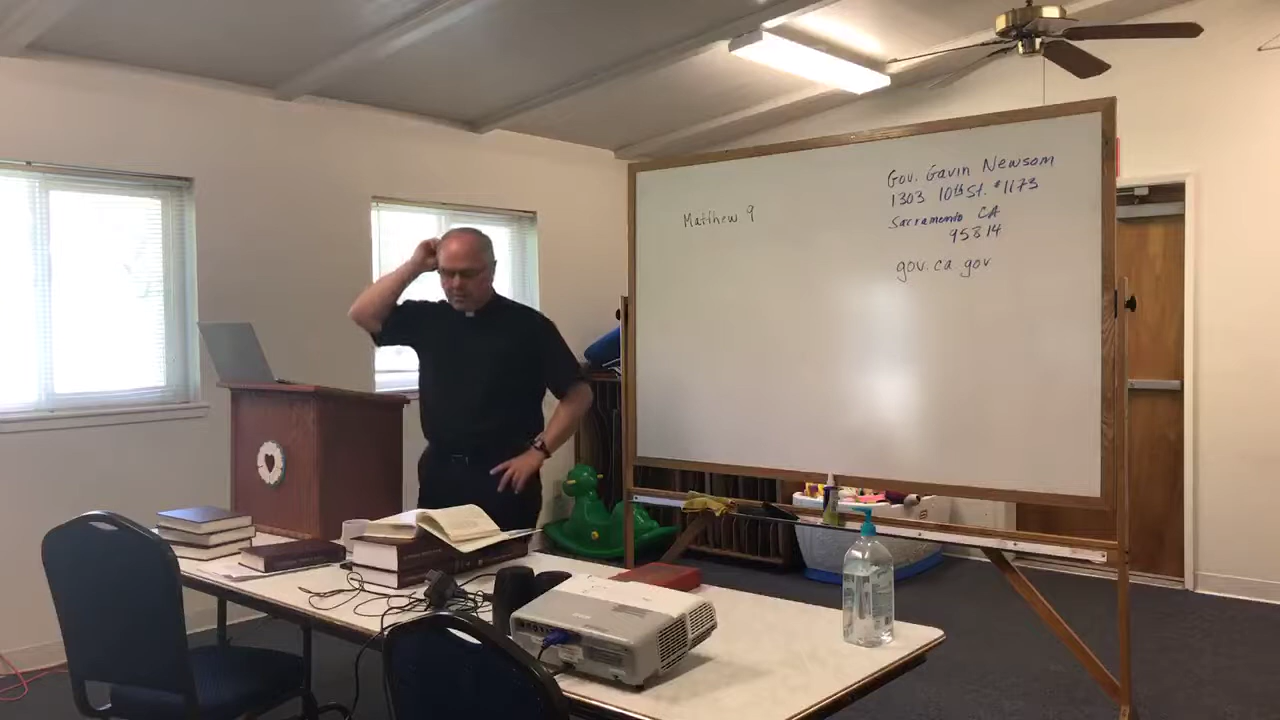 Matthew 9
Gov. Gavin Newsom
1303 10th St. #1173
Sacramento CA
95814
gov.ca.gov